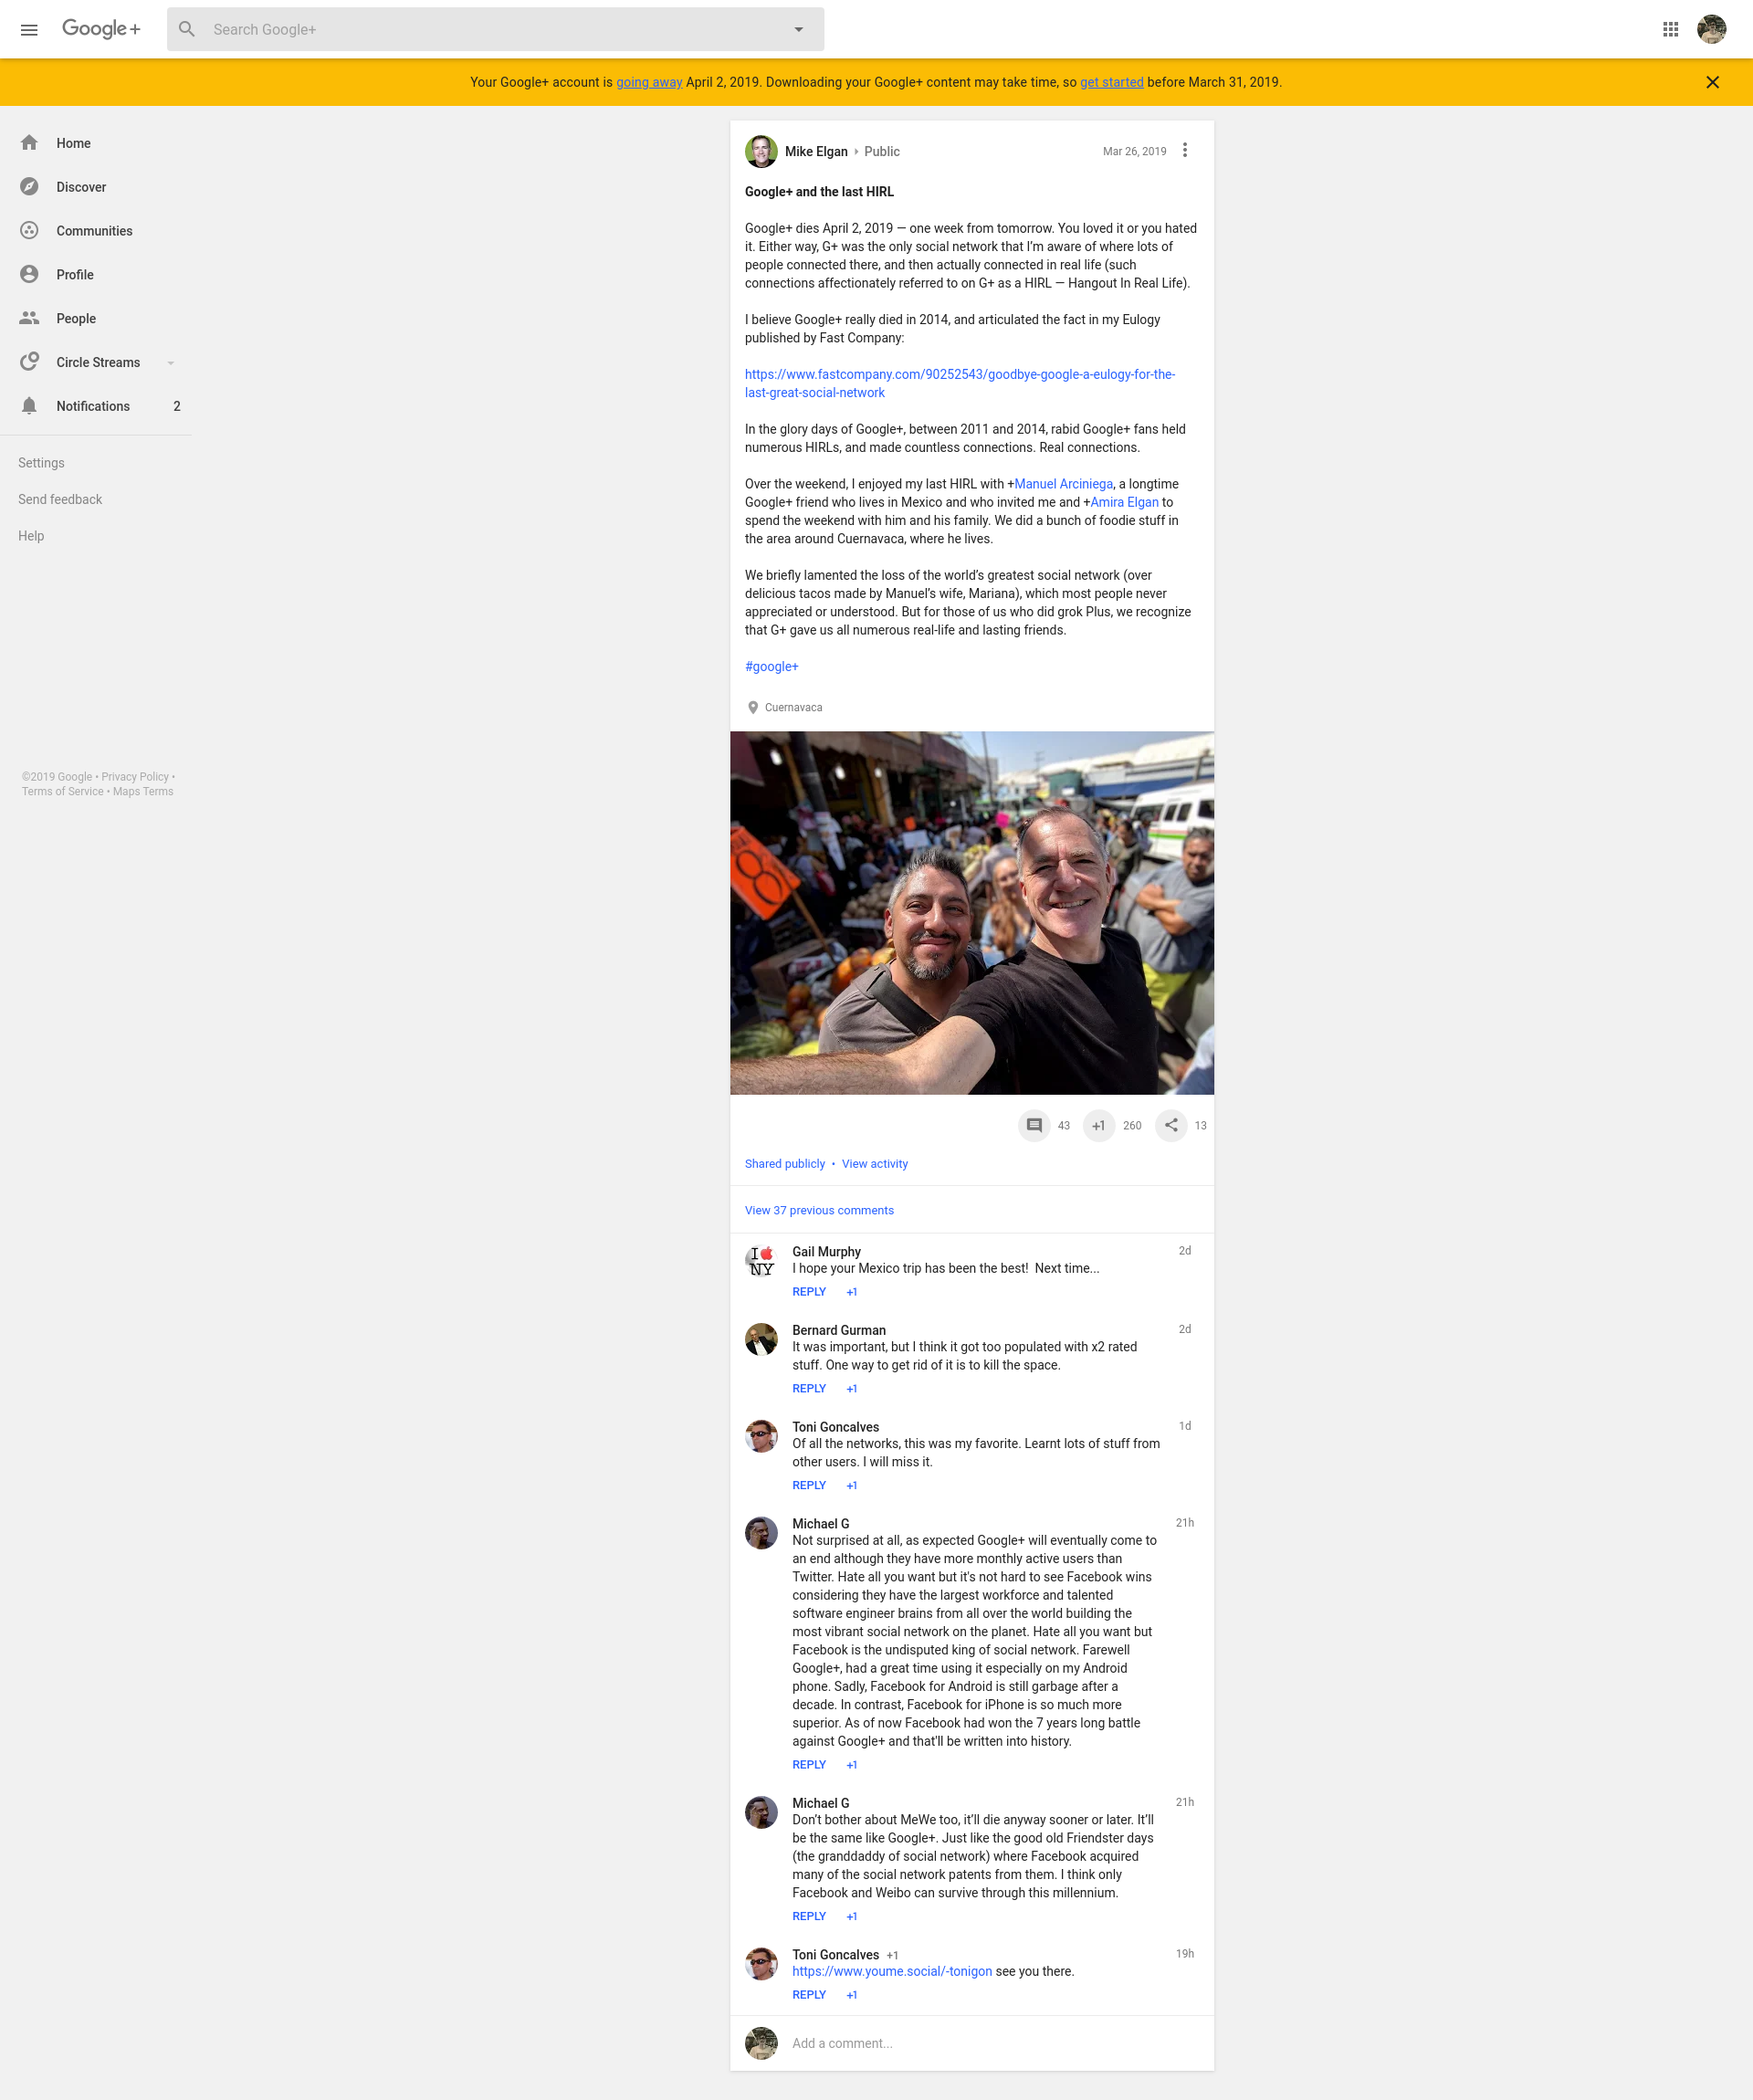 Google+
Search Google+
Your Google+ account is going away April 2, 2019. Downloading your Google+ content may take time, so get started before March 31, 2019.
Home
Discover
Communities
Profile
People
Circle Streams
Notifications 2
Settings
Send feedback
Help
©2019 Google • Privacy Policy •
Terms of Service • Maps Terms
Mike Elgan Public Mar 26, 2019
Google+ and the last HIRL
Google+ dies April 2, 2019 — one week from tomorrow. You loved it or you hated
it. Either way, G+ was the only social network that I’m aware of where lots of
people connected there, and then actually connected in real life (such
connections affectionately referred to on G+ as a HIRL — Hangout In Real Life).
I believe Google+ really died in 2014, and articulated the fact in my Eulogy
published by Fast Company:
https://www.fastcompany.com/90252543/goodbye-google-a-eulogy-for-the-
last-great-social-network
In the glory days of Google+, between 2011 and 2014, rabid Google+ fans held
numerous HIRLs, and made countless connections. Real connections.
Over the weekend, I enjoyed my last HIRL with +Manuel Arciniega, a longtime
Google+ friend who lives in Mexico and who invited me and +Amira Elgan to
spend the weekend with him and his family. We did a bunch of foodie stuff in
the area around Cuernavaca, where he lives.
We briefly lamented the loss of the world’s greatest social network (over
delicious tacos made by Manuel’s wife, Mariana), which most people never
appreciated or understood. But for those of us who did grok Plus, we recognize
that G+ gave us all numerous real-life and lasting friends.
#google+
Cuernavaca
8
43 +1 260 13
Shared publicly • View activity
View 37 previous comments
I NY
Gail Murphy 2d
I hope your Mexico trip has been the best!  Next time...
REPLY +1
Bernard Gurman 2d
It was important, but I think it got too populated with x2 rated
stuff. One way to get rid of it is to kill the space.
REPLY +1
Toni Goncalves 1d
Of all the networks, this was my favorite. Learnt lots of stuff from
other users. I will miss it.
REPLY +1
Michael G 21h
Not surprised at all, as expected Google+ will eventually come to
an end although they have more monthly active users than
Twitter. Hate all you want but it's not hard to see Facebook wins
considering they have the largest workforce and talented
software engineer brains from all over the world building the
most vibrant social network on the planet. Hate all you want but
Facebook is the undisputed king of social network. Farewell
Google+, had a great time using it especially on my Android
phone. Sadly, Facebook for Android is still garbage after a
decade. In contrast, Facebook for iPhone is so much more
superior. As of now Facebook had won the 7 years long battle
against Google+ and that'll be written into history.
REPLY +1
Michael G 21h
Don’t bother about MeWe too, it’ll die anyway sooner or later. It’ll
be the same like Google+. Just like the good old Friendster days
(the granddaddy of social network) where Facebook acquired
many of the social network patents from them. I think only
Facebook and Weibo can survive through this millennium.
REPLY +1
Toni Goncalves +1 19h
https://www.youme.social/-tonigon see you there.
REPLY +1
Add a comment...